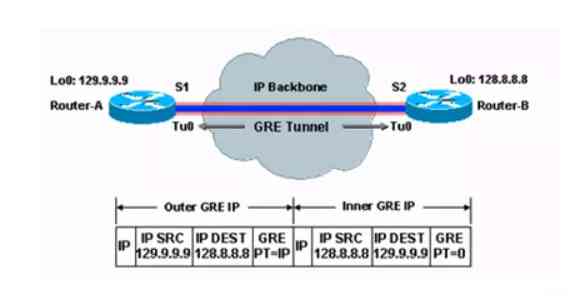 Lo0: 129.9.9.9
S1
IP Backbone
S2
Lo0: 128.8.8.8
Router-A
Router-B
Tu0
GRE Tunnel
Tu0
Outer GRE IP
Inner GRE IP
IP
IP SRC
129.9.9.9
IP DEST
128.8.8.8
GRE
PT=IP
IP
IP SRC
128.8.8.8
IP DEST
129.9.9.9
GRE
PT=0